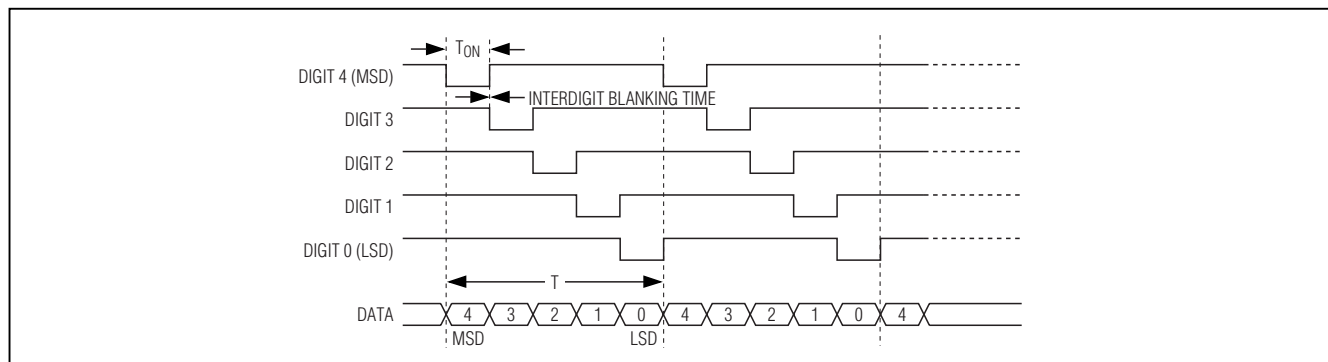 TON
DIGIT 4 (MSD)
INTERDIGIT BLANKING TIME
DIGIT 3
DIGIT 2
DIGIT 1
DIGIT 0 (LSD)
T
DATA 4 3 2 1 0 4 3 2 1 0 4
MSD LSD